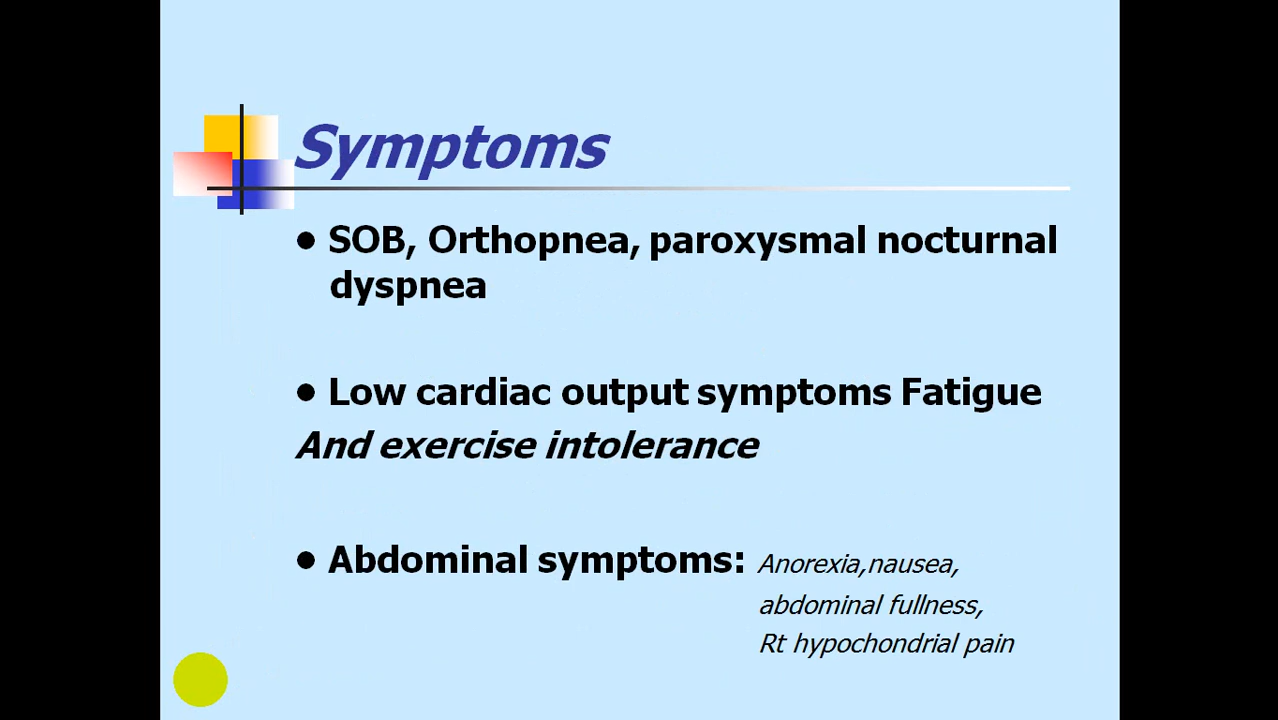 Symptoms
● SOB, Orthopnea, paroxysmal nocturnal
dyspnea
● Low cardiac output symptoms Fatigue
And exercise intolerance
● Abdominal symptoms: Anorexia,nausea,
abdominal fullness,
Rt hypochondrial pain